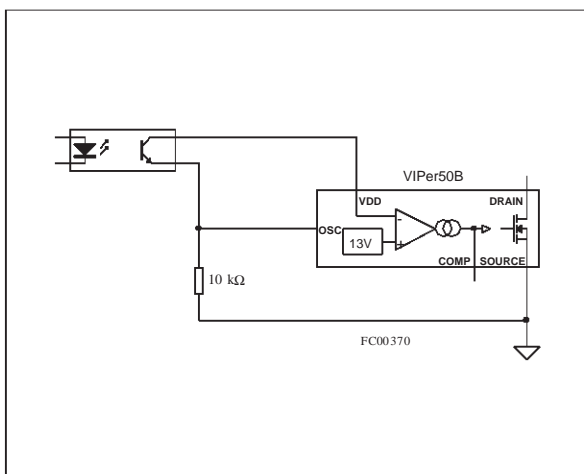 VIPer50B
VDD
DRAIN
-
OSC
13V
+
COMP
SOURCE
10 kΩ
FC00370